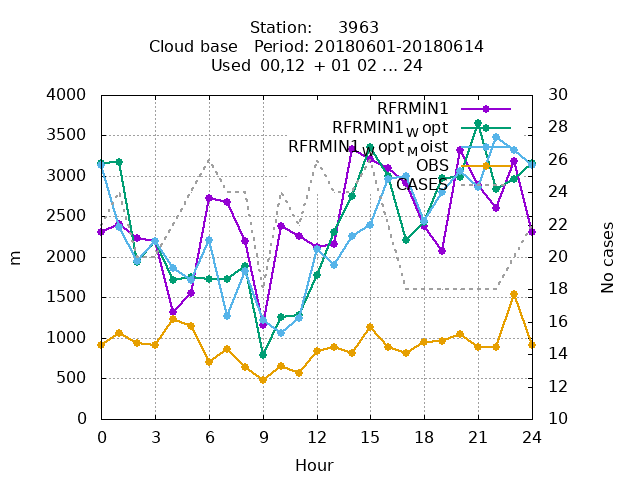 Station: 3963
Cloud base Period: 20180601-20180614
Used 00,12 + 01 02 ... 24
4000
3500
3000
2500
2000
1500
1000
500
0
30
28
26
24
22
20
18
16
14
12
10
RFRMIN1
RFRMIN1W opt
RFRMIN1W opt Moist
OBS
CASES
m
No cases
0 3 6 9 12 15 18 21 24
Hour